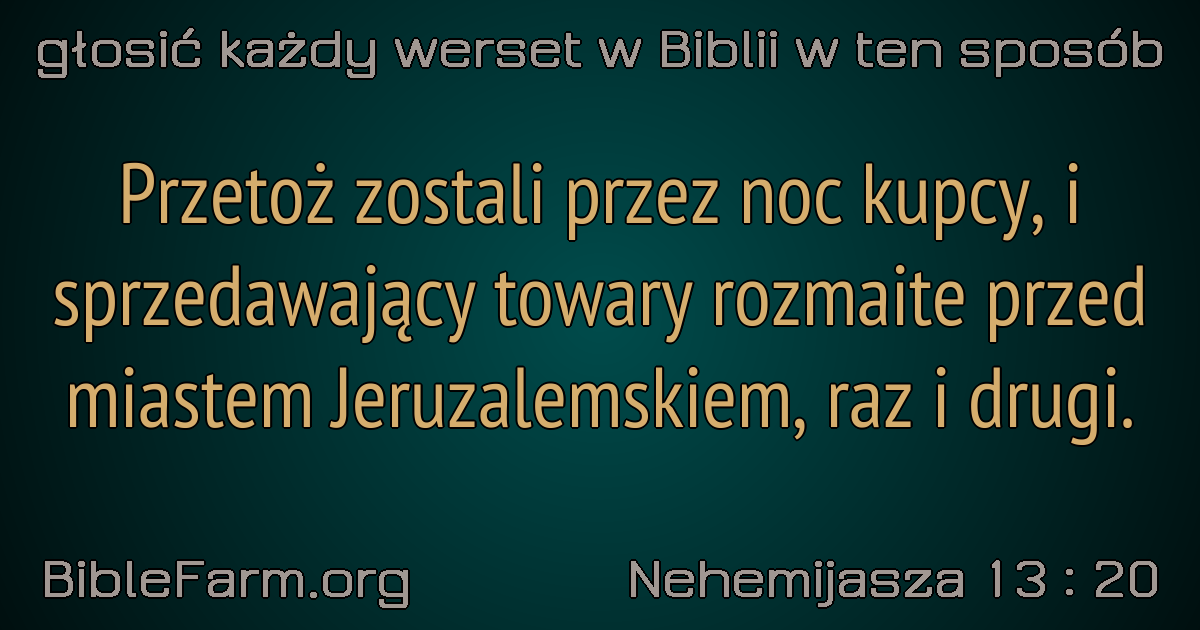 głosić każdy werset w Biblii w ten sposób
Przetoż zostali przez noc kupcy, i
sprzedawający towary rozmaite przed
miastem Jeruzalemskiem, raz i drugi.
BibleFarm.org
Nehemijasza 13 : 20